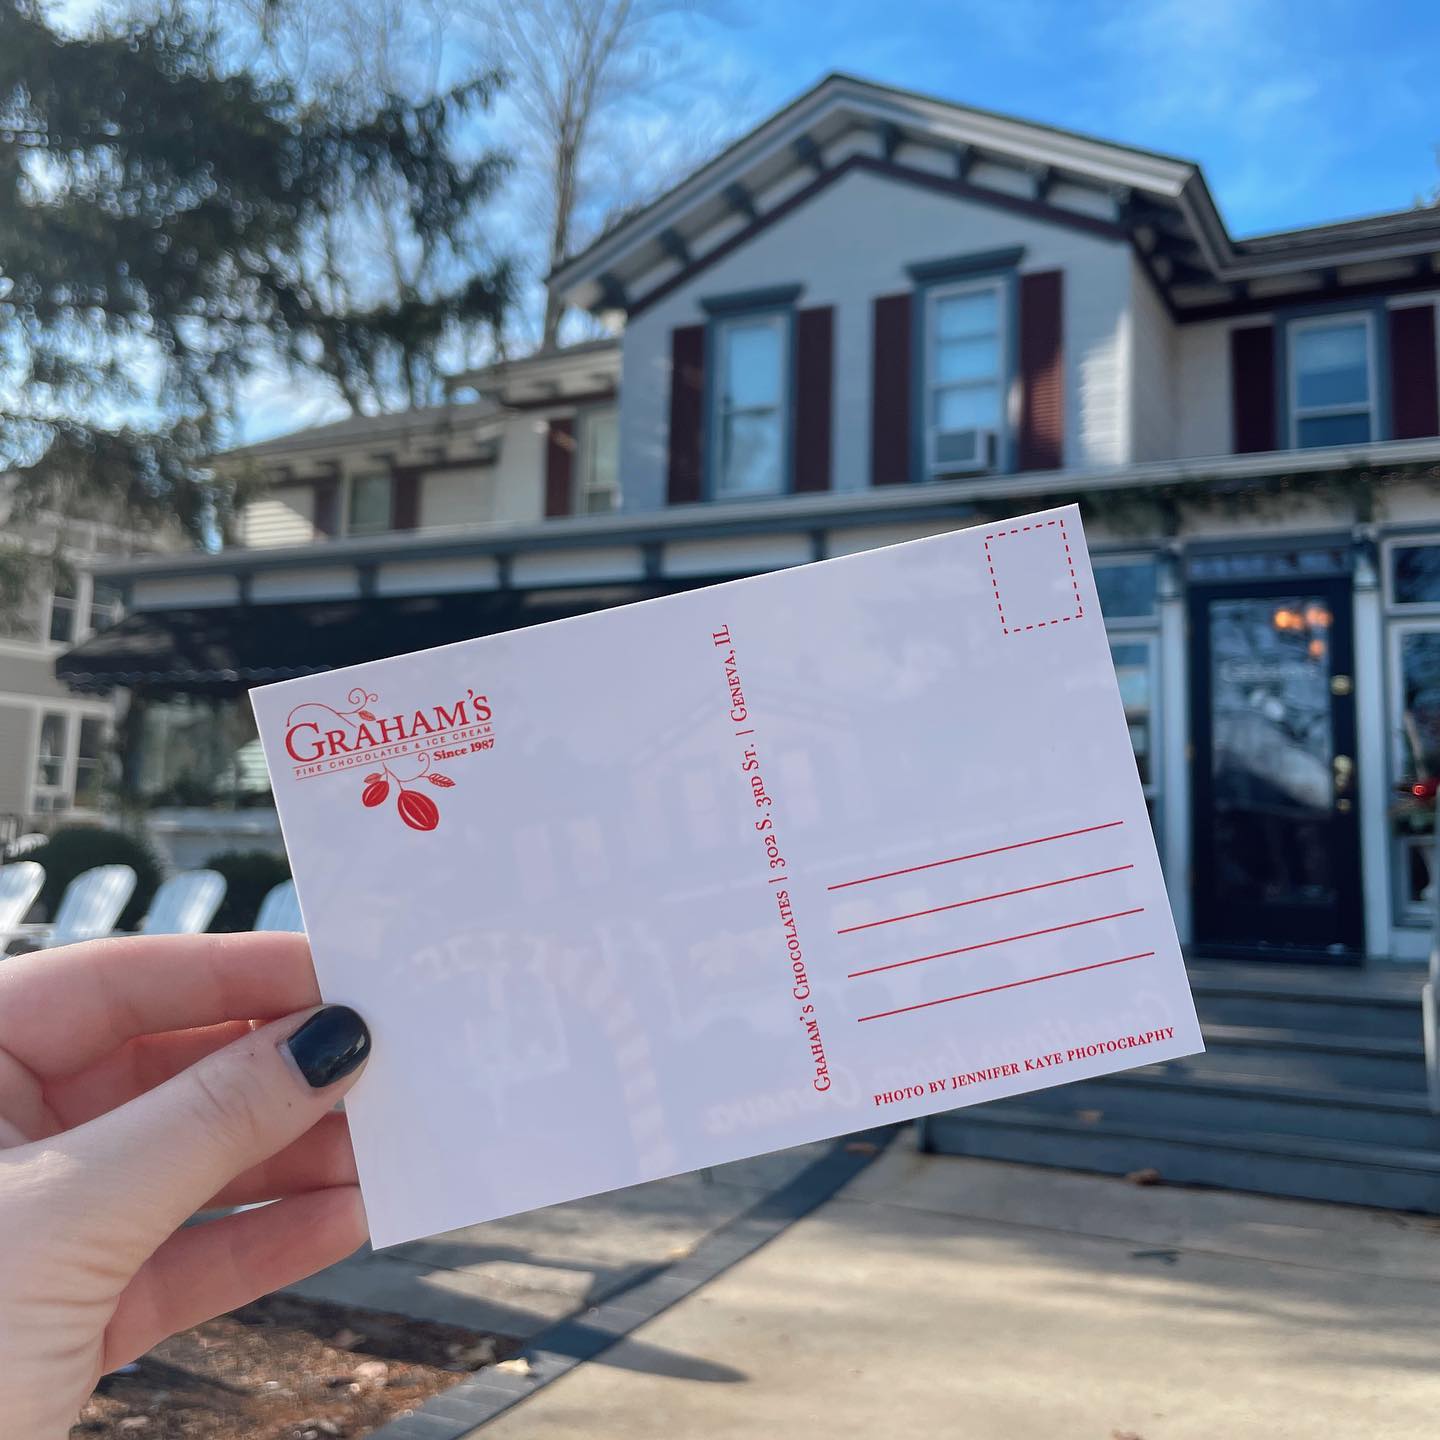 GRAHAM'S
FINE CHOCOLATES & ICE CREAM
Since 1987
GRAHAM'S CHOCOLATES | 302 S. 3RD ST. | GENEVA, IL
PHOTO BY JENNIFER KAYE PHOTOGRAPHY